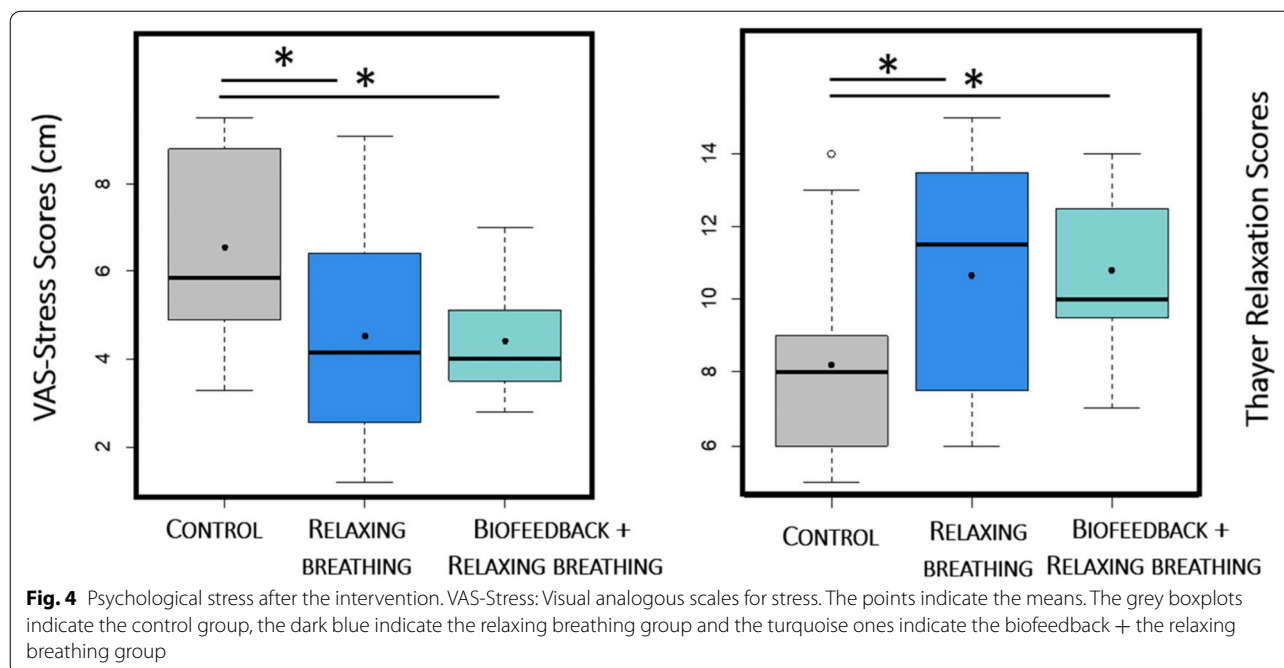 VAS-Stress Scores (cm)
8
6
4
2
*
*
CONTROL
RELAXING
BREATHING
BIOFEEDBACK +
RELAXING BREATHING
14
12
10
8
6
*
*
CONTROL
RELAXING
BREATHING
BIOFEEDBACK +
RELAXING BREATHING
Thayer Relaxation Scores
Fig. 4 Psychological stress after the intervention. VAS-Stress: Visual analogous scales for stress. The points indicate the means. The grey boxplots
indicate the control group, the dark blue indicate the relaxing breathing group and the turquoise ones indicate the biofeedback + the relaxing
breathing group